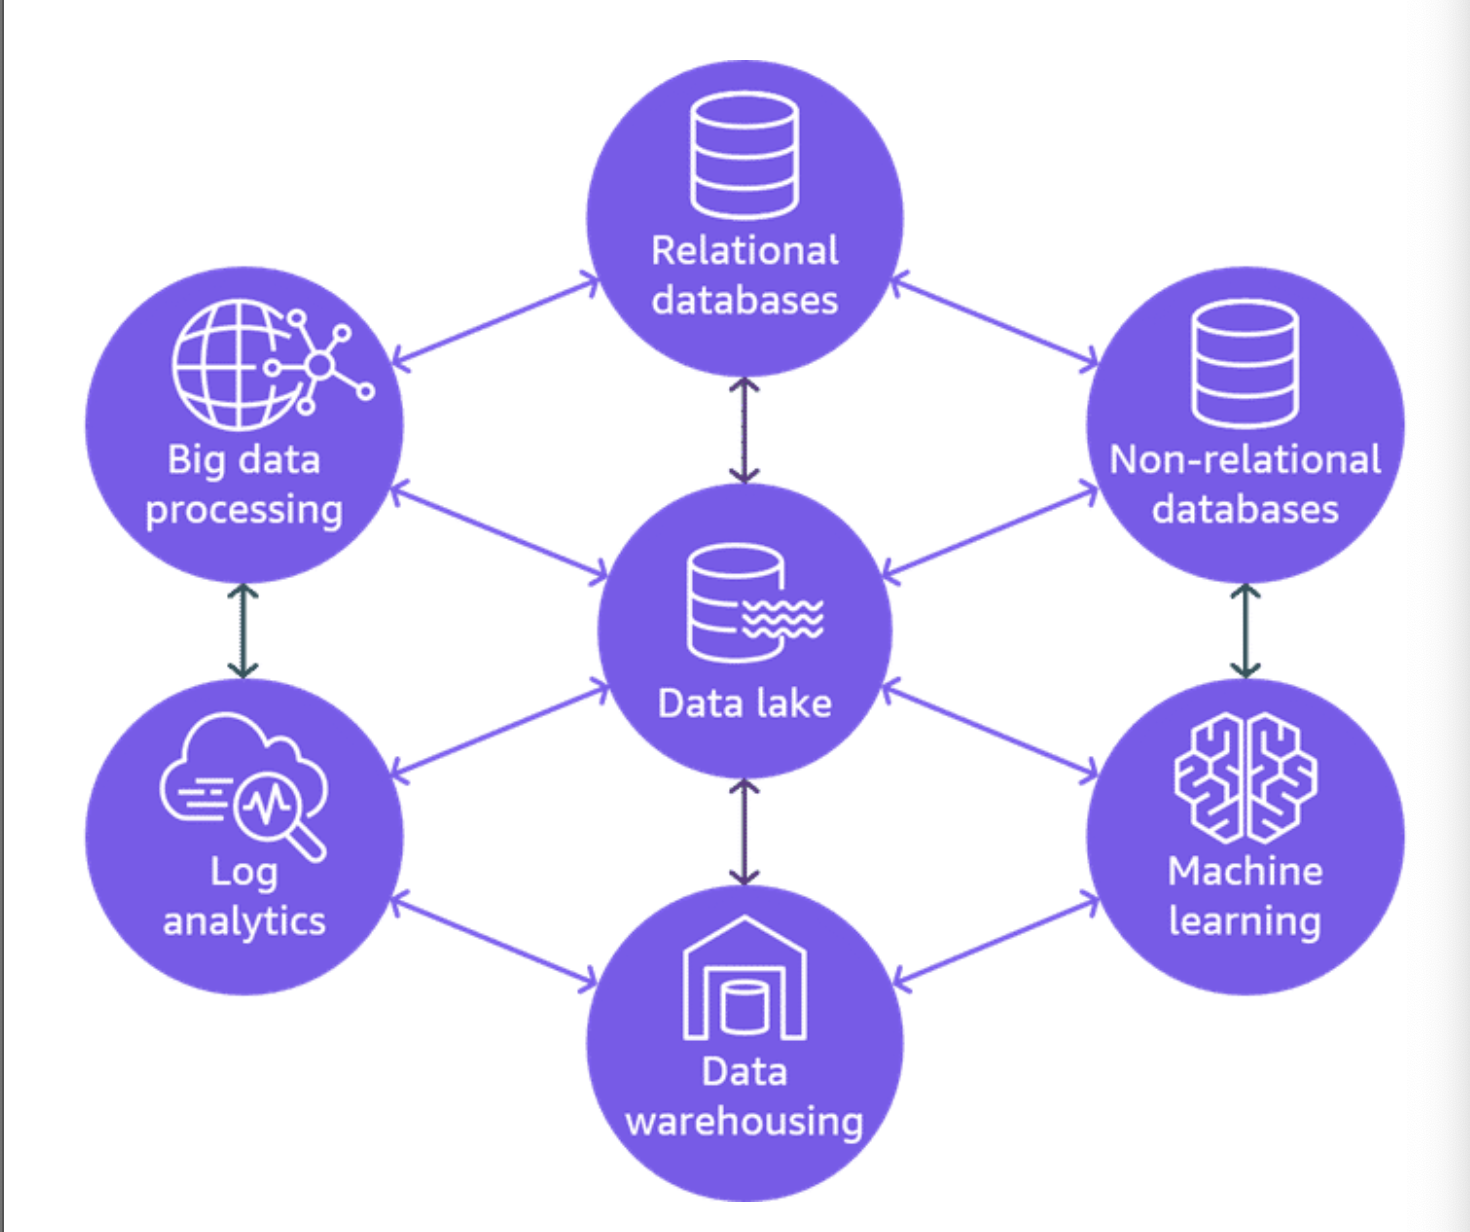 Relational
databases
Big data
processing
Non-relational
databases
Data lake
Log
analytics
Machine
learning
Data
warehousing